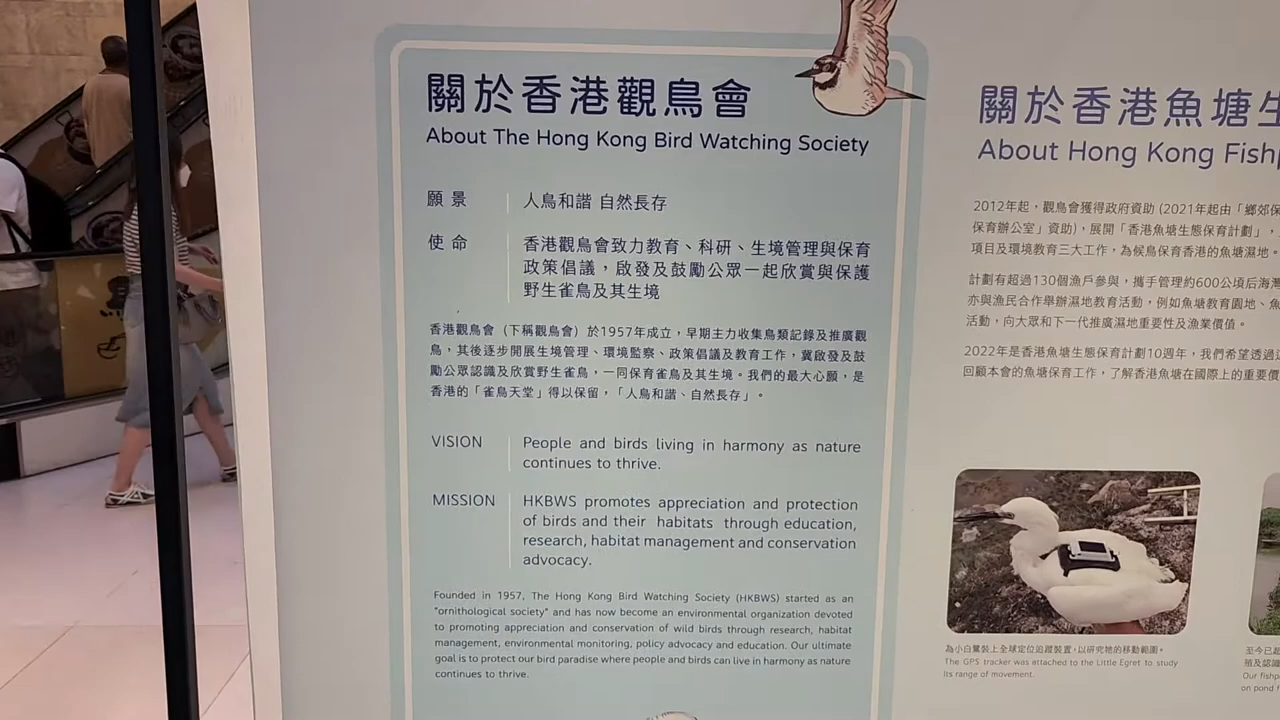 關於香港觀鳥會
About The Hong Kong Bird Watching Society
願景
人鳥和諧 自然長存
使命
香港觀鳥會致力教育、科研、生境管理與保育
政策倡議，啟發及鼓勵公眾一起欣賞與保護
野生雀鳥及其生境
香港觀鳥會（下稱觀鳥會）於1957年成立，早期主力收集鳥類記錄及推廣觀
鳥，其後逐步開展生境管理、環境監察、政策倡議及教育工作，冀啟發及鼓
勵公眾認識及欣賞野生雀鳥，一同保育雀鳥及其生境。我們的最大心願，是
香港的「雀鳥天堂」得以保留，「人鳥和諧、自然長存」。
VISION
People and birds living in harmony as nature
continues to thrive.
MISSION
HKBWS promotes appreciation and protection
of birds and their habitats through education,
research, habitat management and conservation
advocacy.
Founded in 1957, The Hong Kong Bird Watching Society (HKBWS) started as an
"ornithological society" and has now become an environmental organization devoted
to promoting appreciation and conservation of wild birds through research, habitat
management, environmental monitoring, policy advocacy and education. Our ultimate
goal is to protect our bird paradise where people and birds can live in harmony as nature
continues to thrive.
關於香港魚塘生
About Hong Kong Fishp
2012年起，觀鳥會獲得政府資助 (2021年起由「鄉郊保
保育辦公室」資助)，展開「香港魚塘生態保育計劃」，
項目及環境教育三大工作，為候鳥保育香港的魚塘濕地。
計劃有超過130個漁戶參與，攜手管理約600公頃后海灣
亦與漁民合作舉辦濕地教育活動，例如魚塘教育園地、魚
活動，向大眾和下一代推廣濕地重要性及漁業價值。
2022年是香港魚塘生態保育計劃10週年，我們希望透過
回顧本會的魚塘保育工作，了解香港魚塘在國際上的重要價
為小白鷺裝上全球定位追蹤裝置，以研究牠的移動範圍。
The GPS tracker was attached to the Little Egret to study
its range of movement.
至今已
殖及認
Our fishp
on pond f